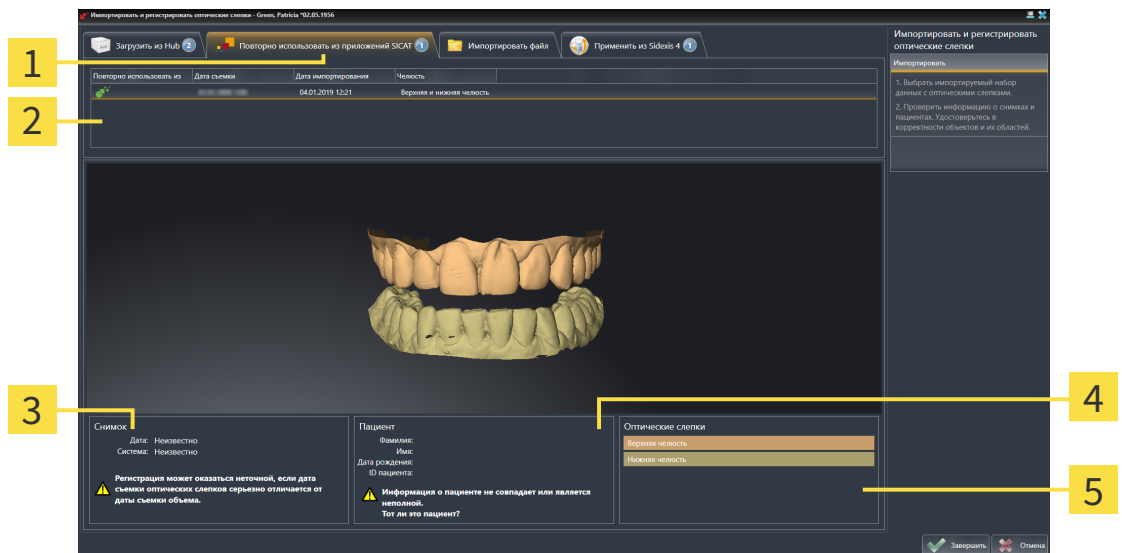 Импортировать и регистрировать оптические слепки - Green, Patricia *02.05.1956
Загрузить из Hub 2
Повторно использовать из приложений SICAT 1
Импортировать файл
Применить из Sidexis 4 1
Импортировать и регистрировать
оптические слепки
Импортировать
1. Выбрать импортируемый набор
данных с оптическими слепками.
2. Проверить информацию о снимках и
пациентах. Удостоверьтесь в
корректности объектов и их областей.
1
Повторно использовать из Дата съемки Дата импортирования Челюсть
04.01.2019 12:21 Верхняя и нижняя челюсть
2
3
4
5
Снимок
Дата: Неизвестно
Система: Неизвестно
Регистрация может оказаться неточной, если дата
съемки оптических слепков серьезно отличается от
даты съемки объема.
Пациент
Фамилия:
Имя:
Дата рождения:
ID пациента:
Информация о пациенте не совпадает или является
неполной.
Тот ли это пациент?
Оптические слепки
Верхняя челюсть
Нижняя челюсть
Завершить
Отмена